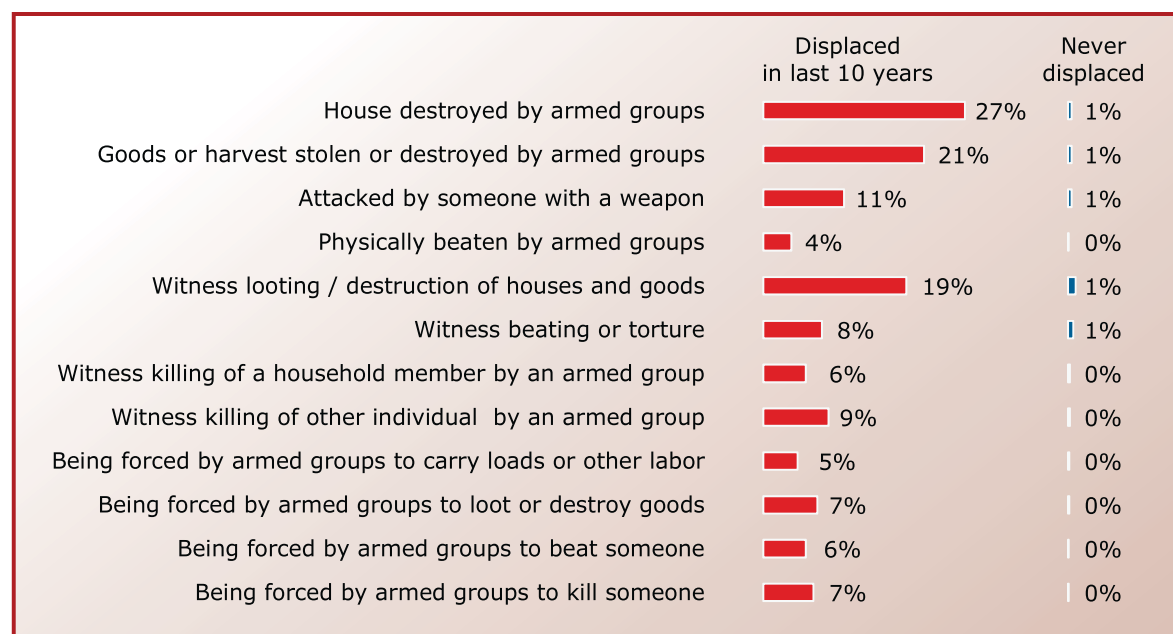 Displaced
in last 10 years
Never
displaced
House destroyed by armed groups 27% 1%
Goods or harvest stolen or destroyed by armed groups 21% 1%
Attacked by someone with a weapon 11% 1%
Physically beaten by armed groups 4% 0%
Witness looting / destruction of houses and goods 19% 1%
Witness beating or torture 8% 1%
Witness killing of a household member by an armed group 6% 0%
Witness killing of other individual by an armed group 9% 0%
Being forced by armed groups to carry loads or other labor 5% 0%
Being forced by armed groups to loot or destroy goods 7% 0%
Being forced by armed groups to beat someone 6% 0%
Being forced by armed groups to kill someone 7% 0%